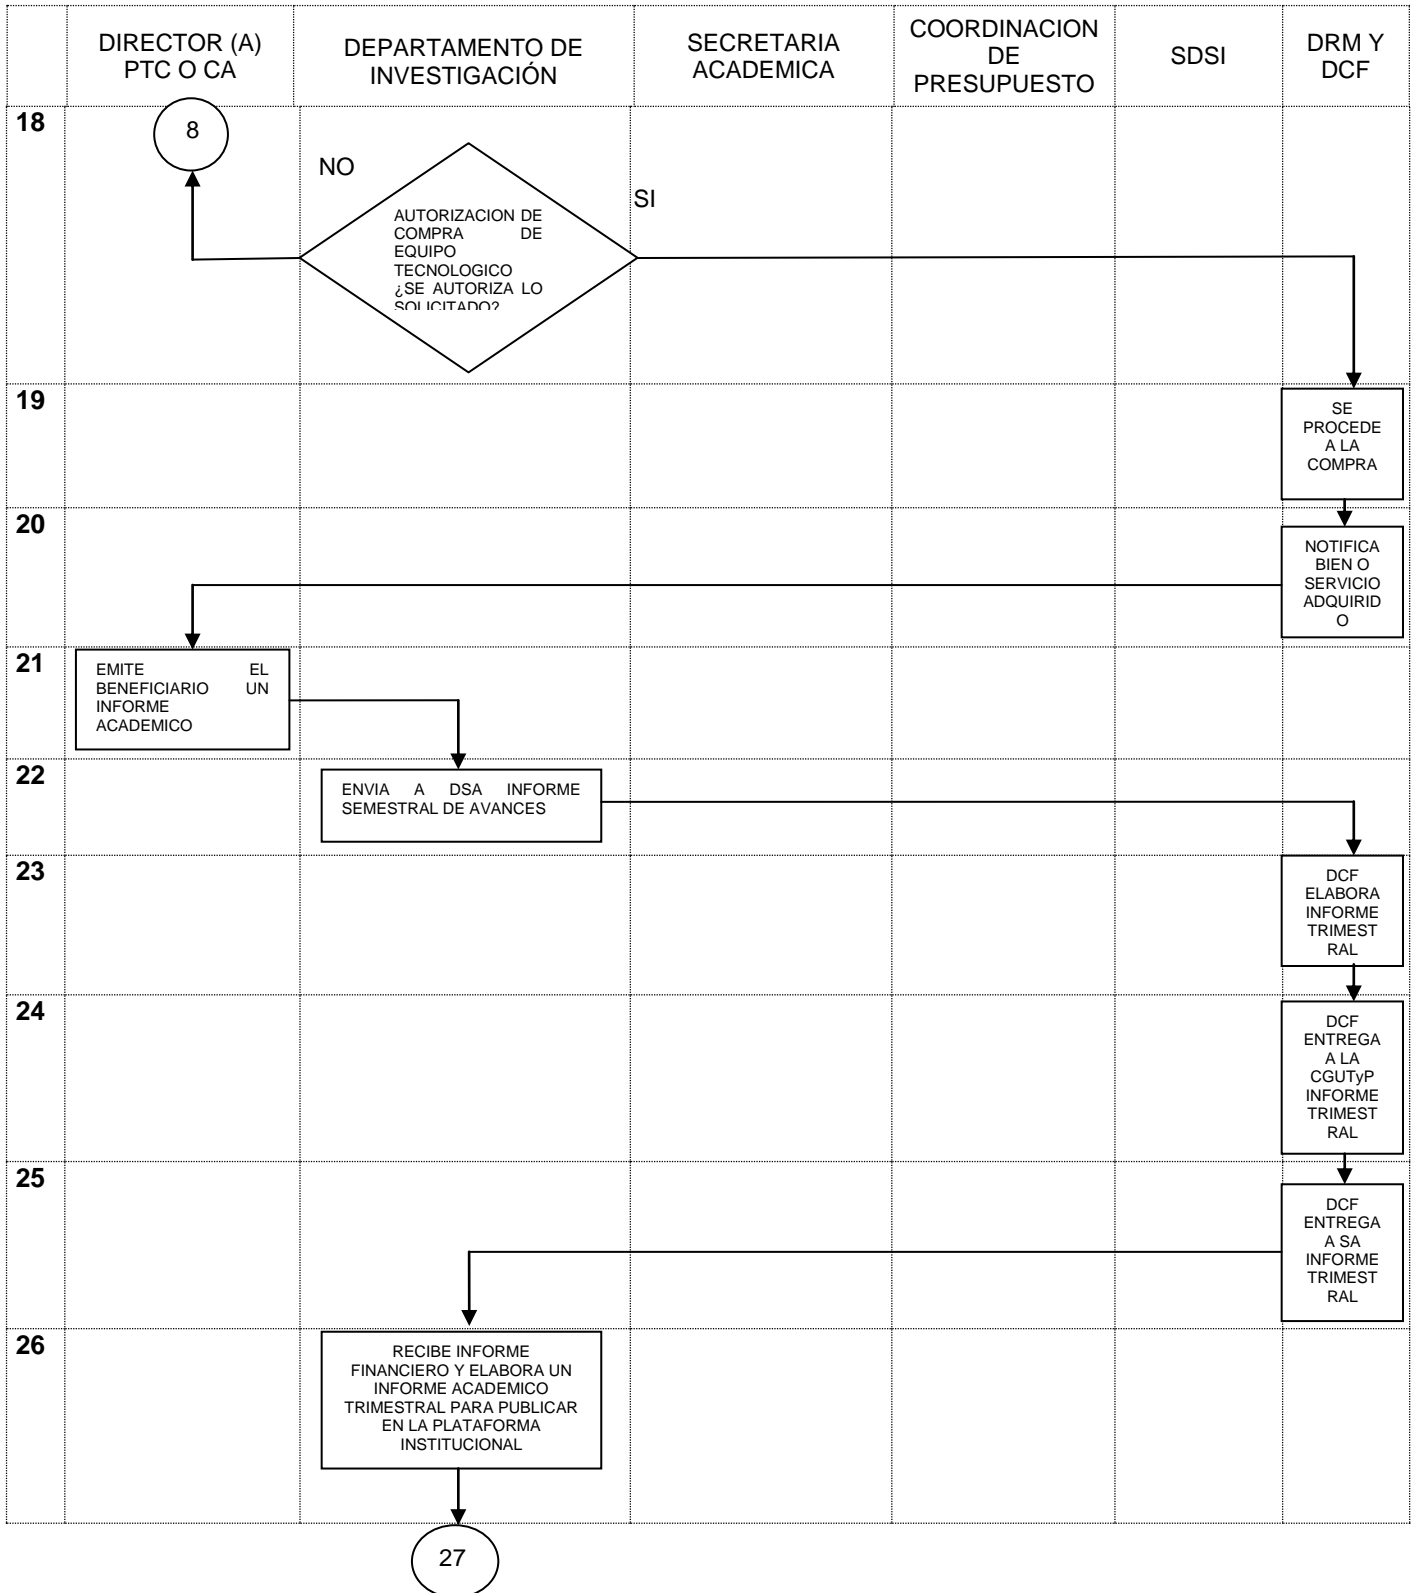 DIRECTOR (A)
PTC O CA
DEPARTAMENTO DE
INVESTIGACIÓN
SECRETARIA
ACADEMICA
COORDINACION
DE
PRESUPUESTO
SDSI
DRM Y
DCF
18
8
NO
SI
AUTORIZACION DE
COMPRA DE
EQUIPO
TECNOLOGICO
¿SE AUTORIZA LO
SOLICITADO?
19
SE
PROCEDE
A LA
COMPRA
20
NOTIFICA
BIEN O
SERVICIO
ADQUIRID
O
21
EMITE EL
BENEFICIARIO UN
INFORME
ACADEMICO
22
ENVIA A DSA INFORME
SEMESTRAL DE AVANCES
23
DCF
ELABORA
INFORME
TRIMEST
RAL
24
DCF
ENTREGA
A LA
CGUTyP
INFORME
TRIMEST
RAL
25
DCF
ENTREGA
A SA
INFORME
TRIMEST
RAL
26
RECIBE INFORME
FINANCIERO Y ELABORA UN
INFORME ACADEMICO
TRIMESTRAL PARA PUBLICAR
EN LA PLATAFORMA
INSTITUCIONAL
27